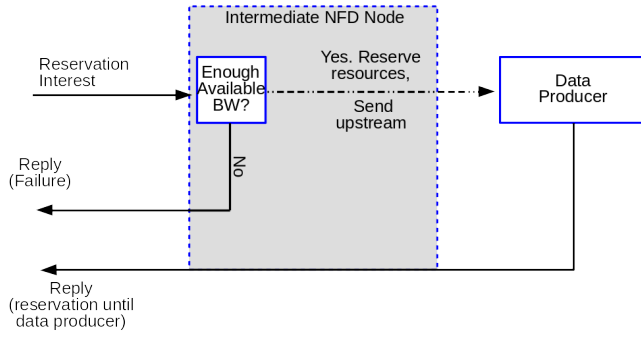 Intermediate NFD Node
Reservation
Interest
Enough
Available
BW?
Yes. Reserve
resources,
Send
upstream
Data
Producer
No
Reply
(Failure)
Reply
(reservation until
data producer)